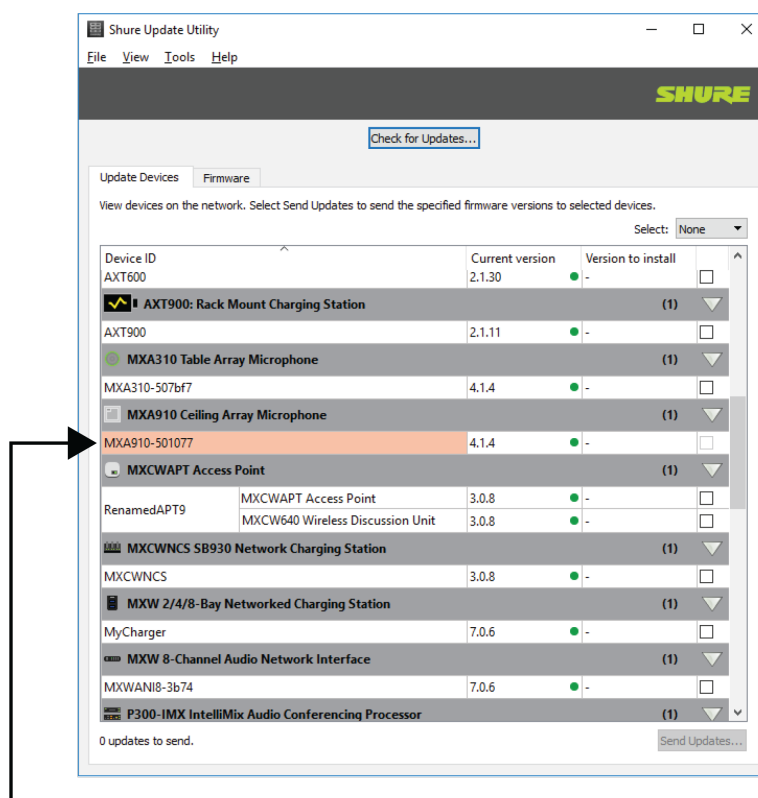 Shure Update Utility
File View Tools Help
SHURE
Check for Updates...
Update Devices Firmware
View devices on the network. Select Send Updates to send the specified firmware versions to selected devices.
Select: None
Device ID Current version Version to install
AXT600 2.1.30 -
AXT900: Rack Mount Charging Station (1)
AXT900 2.1.11 -
MXA310 Table Array Microphone (1)
MXA310-507bf7 4.1.4 -
MXA910 Ceiling Array Microphone (1)
MXA910-501077 4.1.4 -
MXCWAPT Access Point (1)
RenamedAPT9 MXCWAPT Access Point 3.0.8 -
MXCW640 Wireless Discussion Unit 3.0.8 -
MXCWNCS SB930 Network Charging Station (1)
MXCWNCS 3.0.8 -
MXW 2/4/8-Bay Networked Charging Station (1)
MyCharger 7.0.6 -
MXW 8-Channel Audio Network Interface (1)
MXWANI8-3b74 7.0.6 -
P300-IMX IntelliMix Audio Conferencing Processor (1)
0 updates to send. Send Updates...